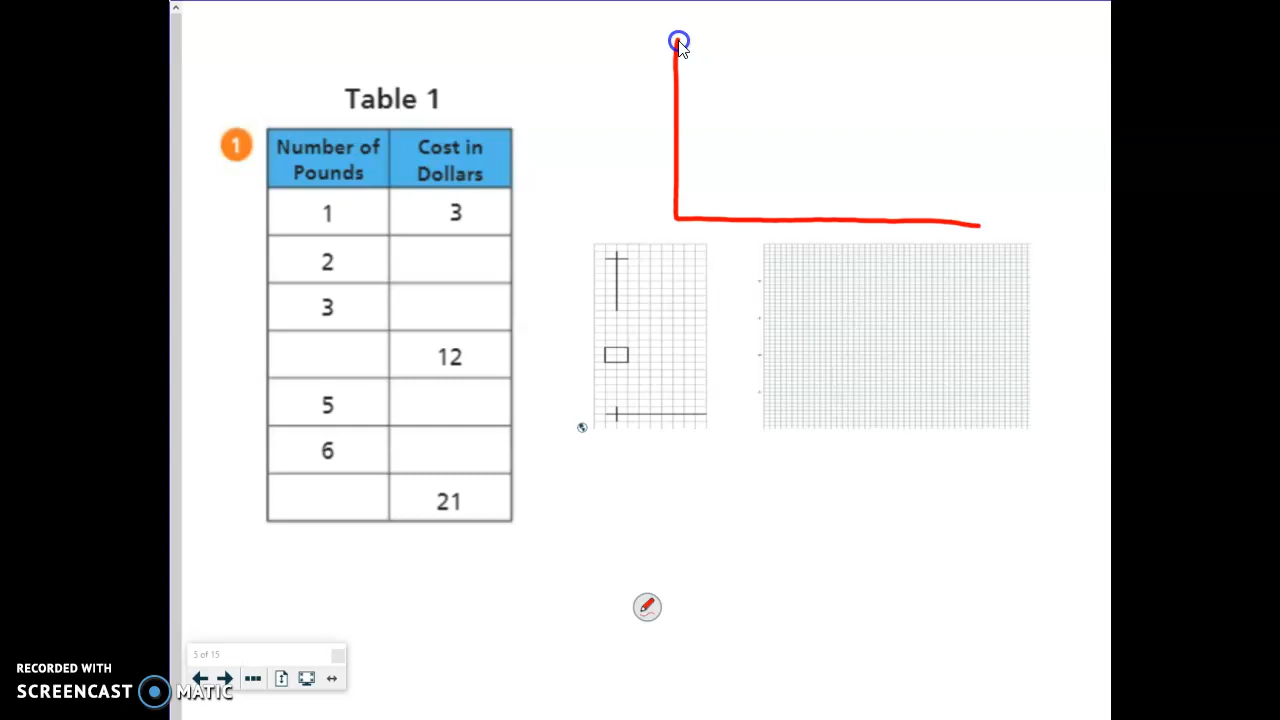 Table 1
1
Number of Pounds Cost in Dollars
1 3
2
3
12
5
6
21
5 of 15
RECORDED WITH
SCREENCAST MATIC